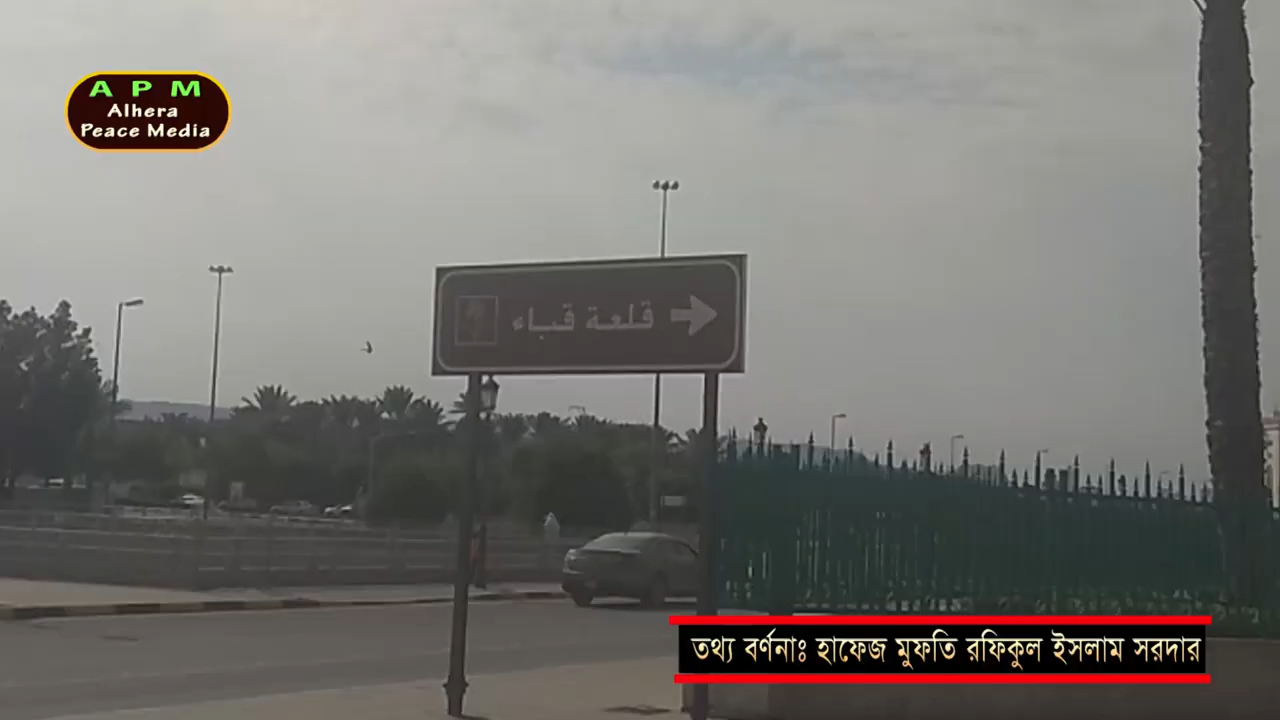 A P M
Alhera
Peace Media
قلعة قباء
তথ্য বর্ণনাঃ হাফেজ মুফতি রফিকুল ইসলাম সরদার